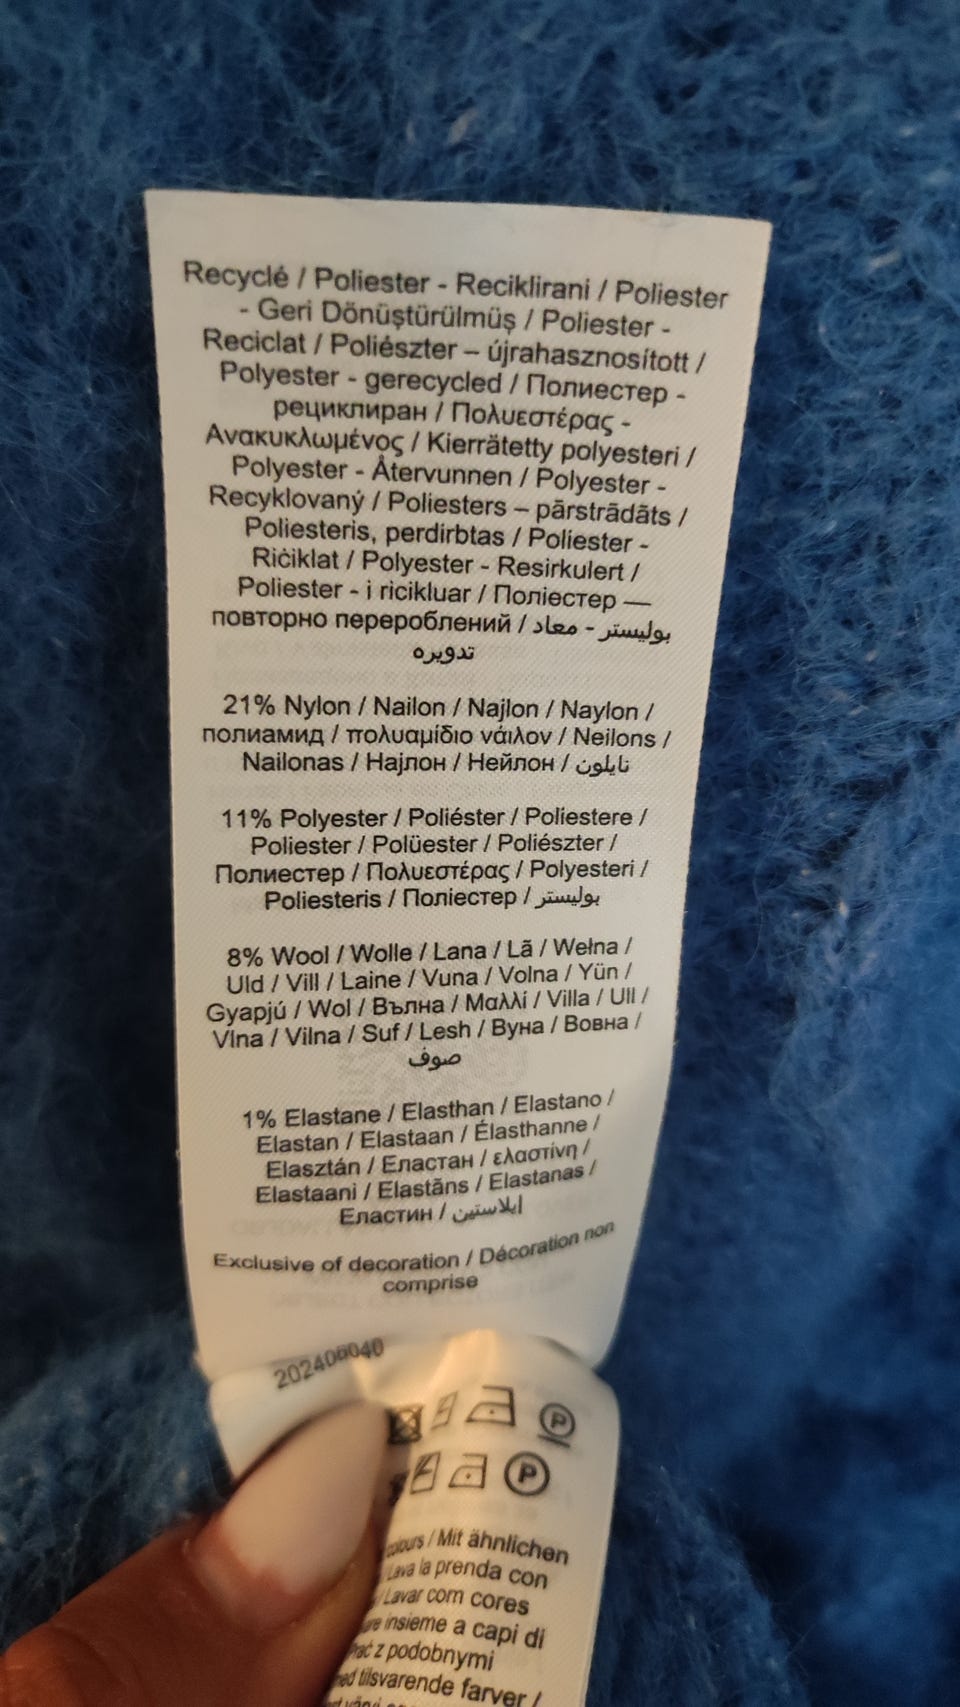 Recyclé / Poliester - Reciklirani / Poliester
- Geri Dönüştürülmüş / Poliester -
Reciclat / Poliészter – újrahasznosított /
Polyester - gerecycled / Полиестер -
рециклиран / Πολυεστέρας -
Ανακυκλωμένος / Kierrätetty polyesteri /
Polyester - Återvunnen / Polyester -
Recyklovaný / Poliesters – pārstrādāts /
Poliesteris, perdirbtas / Poliester -
Riċiklat / Polyester - Resirkulert /
Poliester - i ricikluar / Поліестер —
повторно перероблений / بوليستر - معاد
تدويره
21% Nylon / Nailon / Najlon / Naylon /
полиамид / πολυαμίδιο νάιλον / Neilons /
Nailonas / Најлон / Нейлон / نايلون
11% Polyester / Poliéster / Poliestere /
Poliester / Polüester / Poliészter /
Полиестер / Πολυεστέρας / Polyesteri /
Poliesteris / Поліестер / بوليستر
8% Wool / Wolle / Lana / Lã / Wełna /
Uld / Vill / Laine / Vuna / Volna / Yün /
Gyapjú / Wol / Вълна / Μαλλί / Villa / Ull /
Vlna / Vilna / Suf / Lesh / Вуна / Вовна /
صوف
1% Elastane / Elasthan / Elastano /
Elastan / Elastaan / Élasthanne /
Elasztán / Еластан / ελαστίνη /
Elastaani / Elastāns / Elastanas /
Еластин / ايلاستين
Exclusive of decoration / Décoration non
comprise
202406040
P
P
/ Mit ähnlichen
Lava la prenda con
/ Lavar com cores
insieme a capi di
z podobnymi
tilsvarende farver /